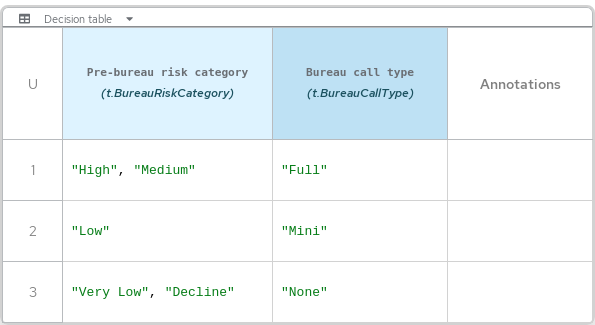 Decision table
U Pre-bureau risk category Bureau call type Annotations
(t.BureauRiskCategory) (t.BureauCallType)
1 "High", "Medium" "Full"
2 "Low" "Mini"
3 "Very Low", "Decline" "None"